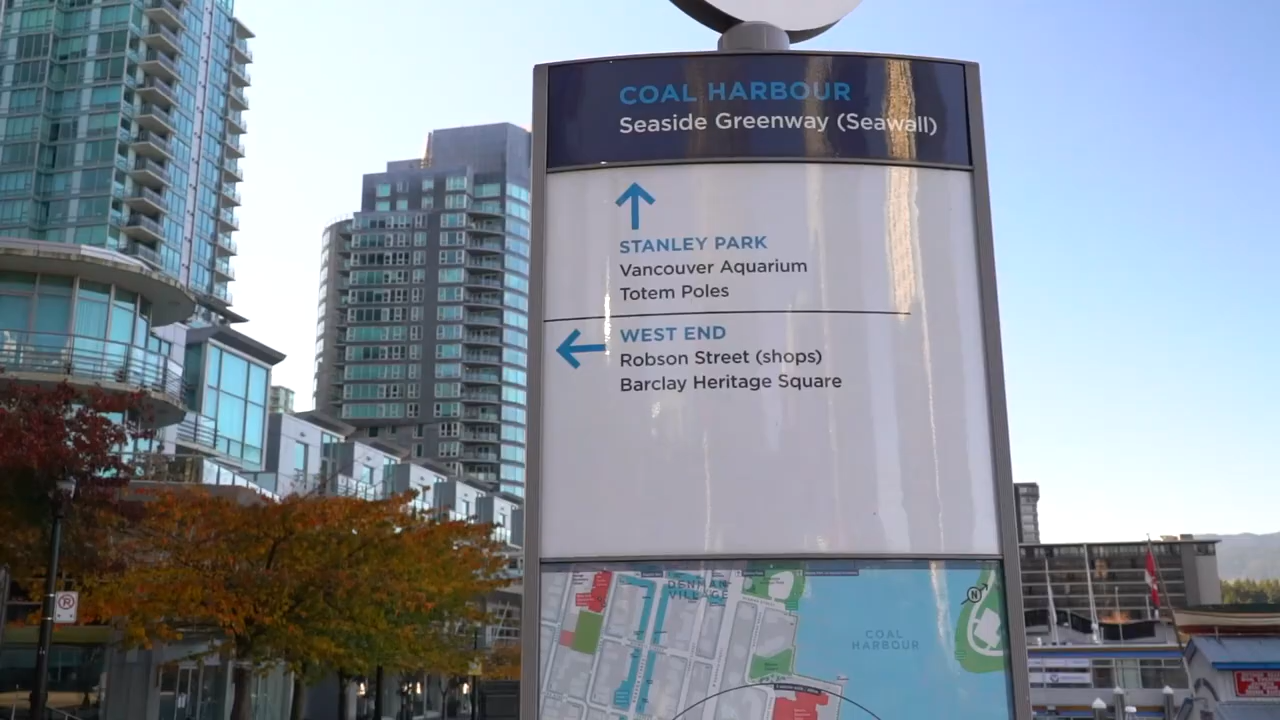 COAL HARBOUR
Seaside Greenway (Seawall)
STANLEY PARK
Vancouver Aquarium
Totem Poles
WEST END
Robson Street (shops)
Barclay Heritage Square
DENMAN
VILLAGE
N
COAL
HARBOUR
P